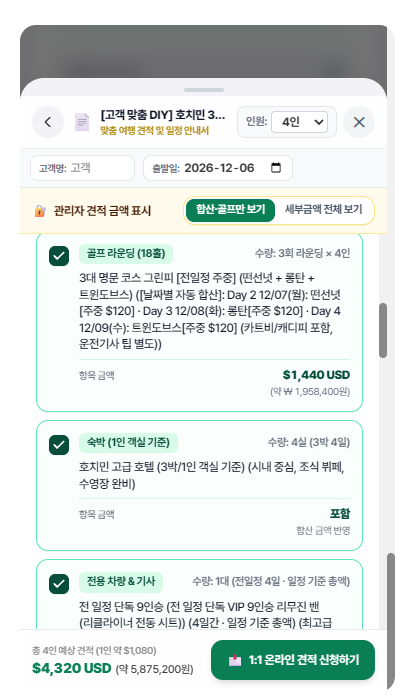 [고객 맞춤 DIY] 호치민 3...
맞춤 여행 견적 및 일정 안내서
인원: 4인
고객명: 고객
출발일: 2026-12-06
관리자 견적 금액 표시
합산·골프만 보기
세부금액 전체 보기
골프 라운딩 (18홀)
수량: 3회 라운딩 × 4인
3대 명문 코스 그린피 [전일정 주중] (떤선넛 + 롱탄 +
트윈도브스) ([날짜별 자동 합산]: Day 2 12/07(월): 떤선넛
[주중 $120] · Day 3 12/08(화): 롱탄[주중 $120] · Day 4
12/09(수): 트윈도브스[주중 $120] (카트비/캐디피 포함,
운전기사 팁 별도))
항목 금액
$1,440 USD
(약 ₩ 1,958,400원)
숙박 (1인 객실 기준)
수량: 4실 (3박 4일)
호치민 고급 호텔 (3박/1인 객실 기준) (시내 중심, 조식 뷔페,
수영장 완비)
항목 금액
포함
합산 금액 반영
전용 차량 & 기사
수량: 1대 (전일정 4일 · 일정 기준 총액)
전 일정 단독 9인승 (전 일정 단독 VIP 9인승 리무진 밴
(리클라이너 전동 시트)) (4일간 · 일정 기준 총액) (최고급
총 4인 예상 견적 (1인 약 $1,080)
$4,320 USD (약 5,875,200원)
1:1 온라인 견적 신청하기